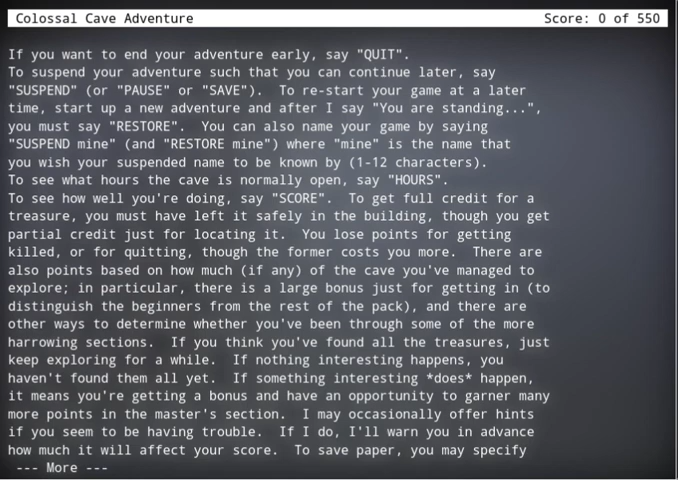 Colossal Cave Adventure Score: 0 of 550
If you want to end your adventure early, say "QUIT".
To suspend your adventure such that you can continue later, say
"SUSPEND" (or "PAUSE" or "SAVE"). To re-start your game at a later
time, start up a new adventure and after I say "You are standing...",
you must say "RESTORE". You can also name your game by saying
"SUSPEND mine" (and "RESTORE mine") where "mine" is the name that
you wish your suspended name to be known by (1-12 characters).
To see what hours the cave is normally open, say "HOURS".
To see how well you're doing, say "SCORE". To get full credit for a
treasure, you must have left it safely in the building, though you get
partial credit just for locating it. You lose points for getting
killed, or for quitting, though the former costs you more. There are
also points based on how much (if any) of the cave you've managed to
explore; in particular, there is a large bonus just for getting in (to
distinguish the beginners from the rest of the pack), and there are
other ways to determine whether you've been through some of the more
harrowing sections. If you think you've found all the treasures, just
keep exploring for a while. If nothing interesting happens, you
haven't found them all yet. If something interesting *does* happen,
it means you're getting a bonus and have an opportunity to garner many
more points in the master's section. I may occasionally offer hints
if you seem to be having trouble. If I do, I'll warn you in advance
how much it will affect your score. To save paper, you may specify
--- More ---